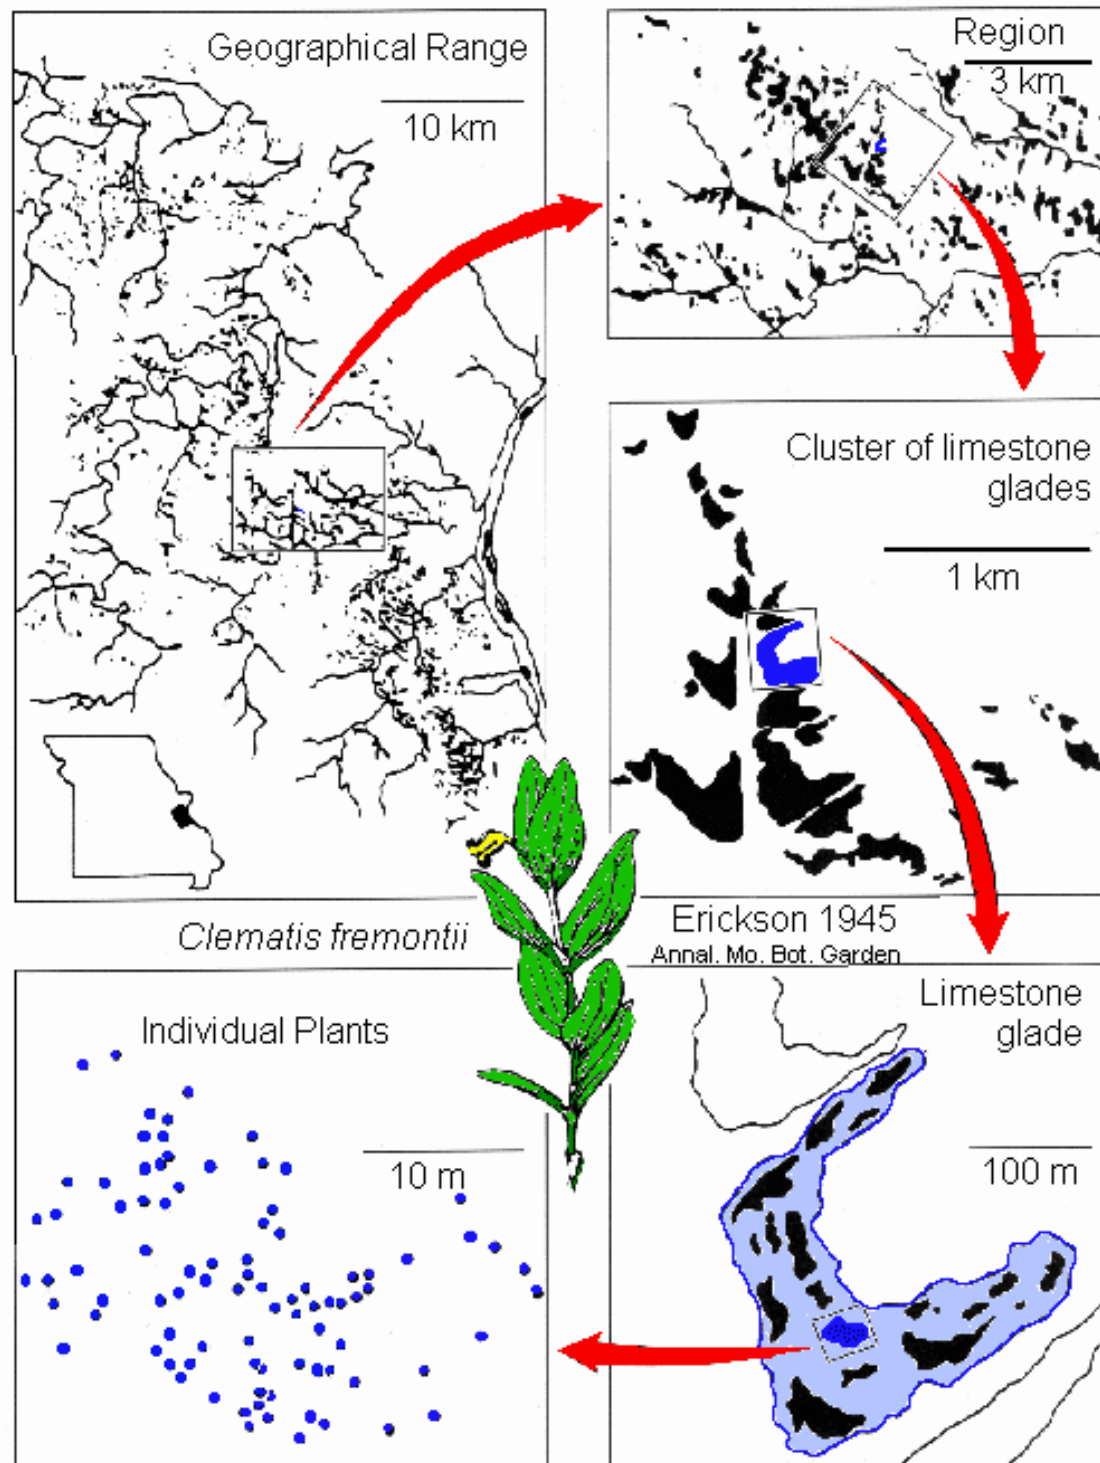 Geographical Range
10 km
Region
3 km
Cluster of limestone
glades
1 km
Clematis fremontii
Erickson 1945
Annal. Mo. Bot. Garden
Individual Plants
10 m
Limestone
glade
100 m